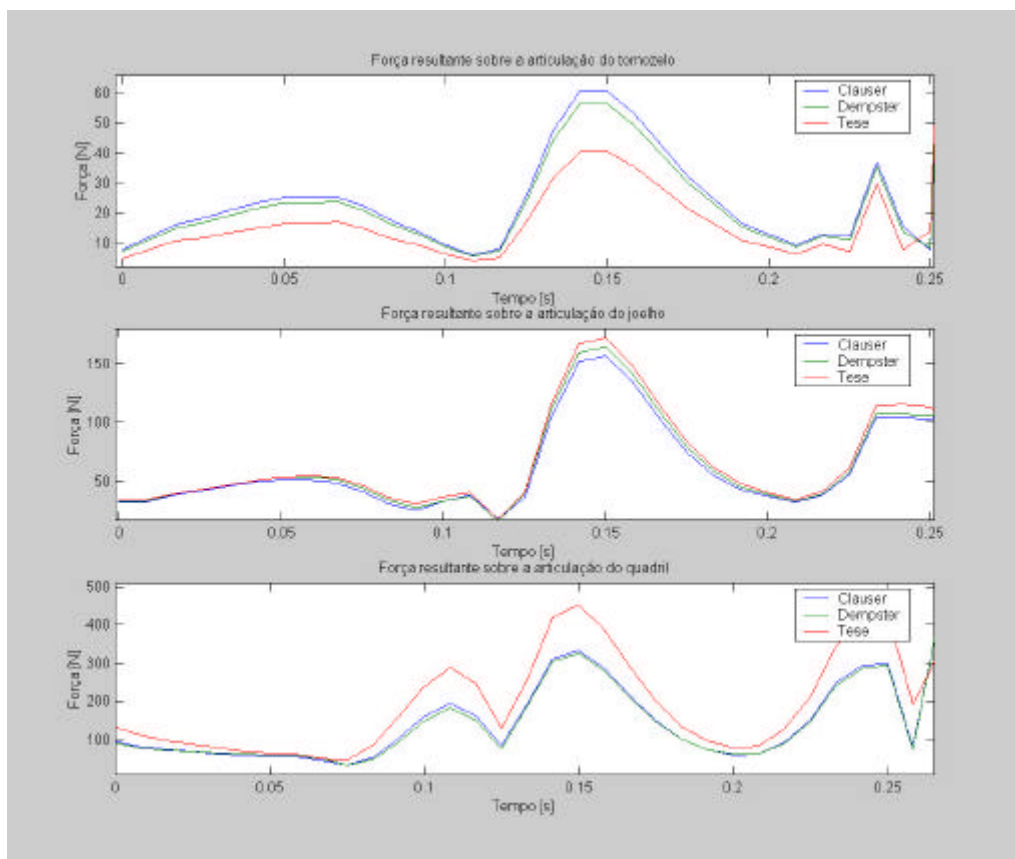 Força resultante sobre a articulação do tornozelo
Força [N]
60
50
40
30
20
10
Clauser
Dempster
Tese
0
0.05
0.1
0.15
0.2
0.25
Tempo [s]
Força resultante sobre a articulação do joelho
Força [N]
150
100
50
Clauser
Dempster
Tese
0
0.05
0.1
0.15
0.2
0.25
Tempo [s]
Força resultante sobre a articulação do quadril
Força [N]
500
400
300
200
100
Clauser
Dempster
Tese
0
0.05
0.1
0.15
0.2
0.25
Tempo [s]